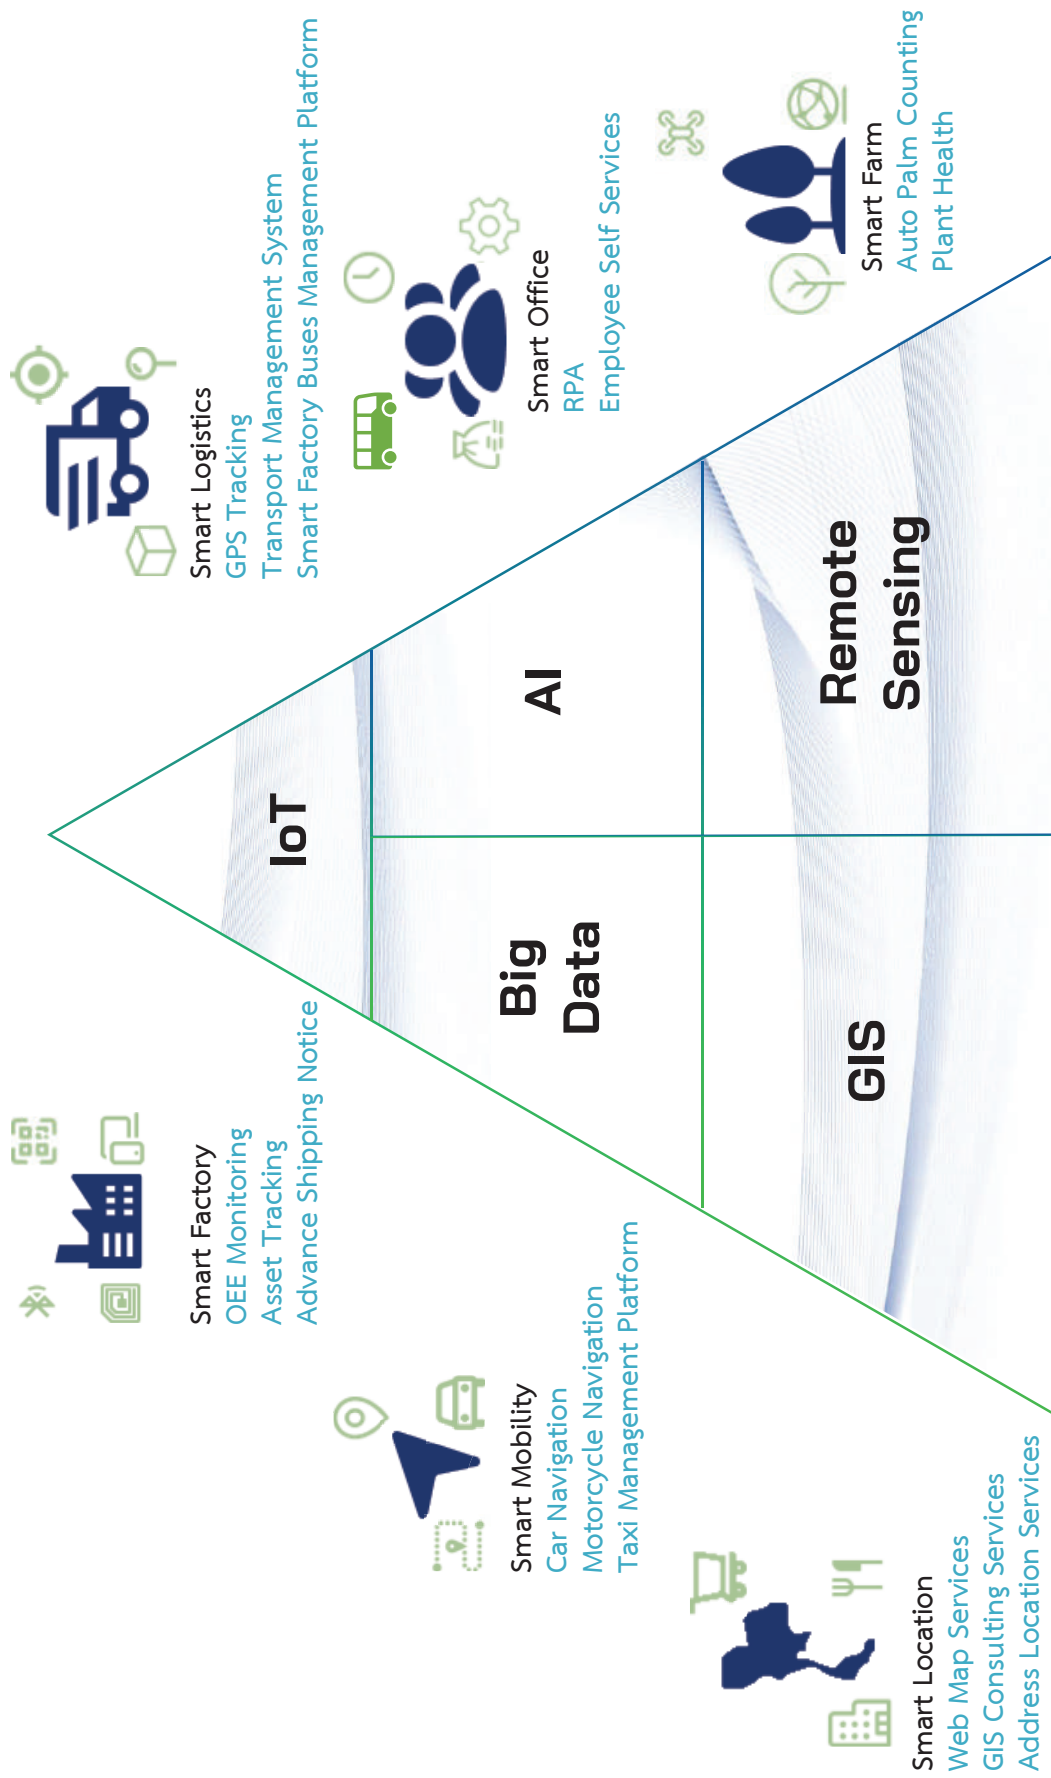 Smart Factory
OEE Monitoring
Asset Tracking
Advance Shipping Notice
Smart Logistics
GPS Tracking
Transport Management System
Smart Factory Buses Management Platform
Smart Mobility
Car Navigation
Motorcycle Navigation
Taxi Management Platform
Smart Office
RPA
Employee Self Services
Smart Location
Web Map Services
GIS Consulting Services
Address Location Services
Smart Farm
Auto Palm Counting
Plant Health
IoT
Big
Data
AI
GIS
Remote
Sensing